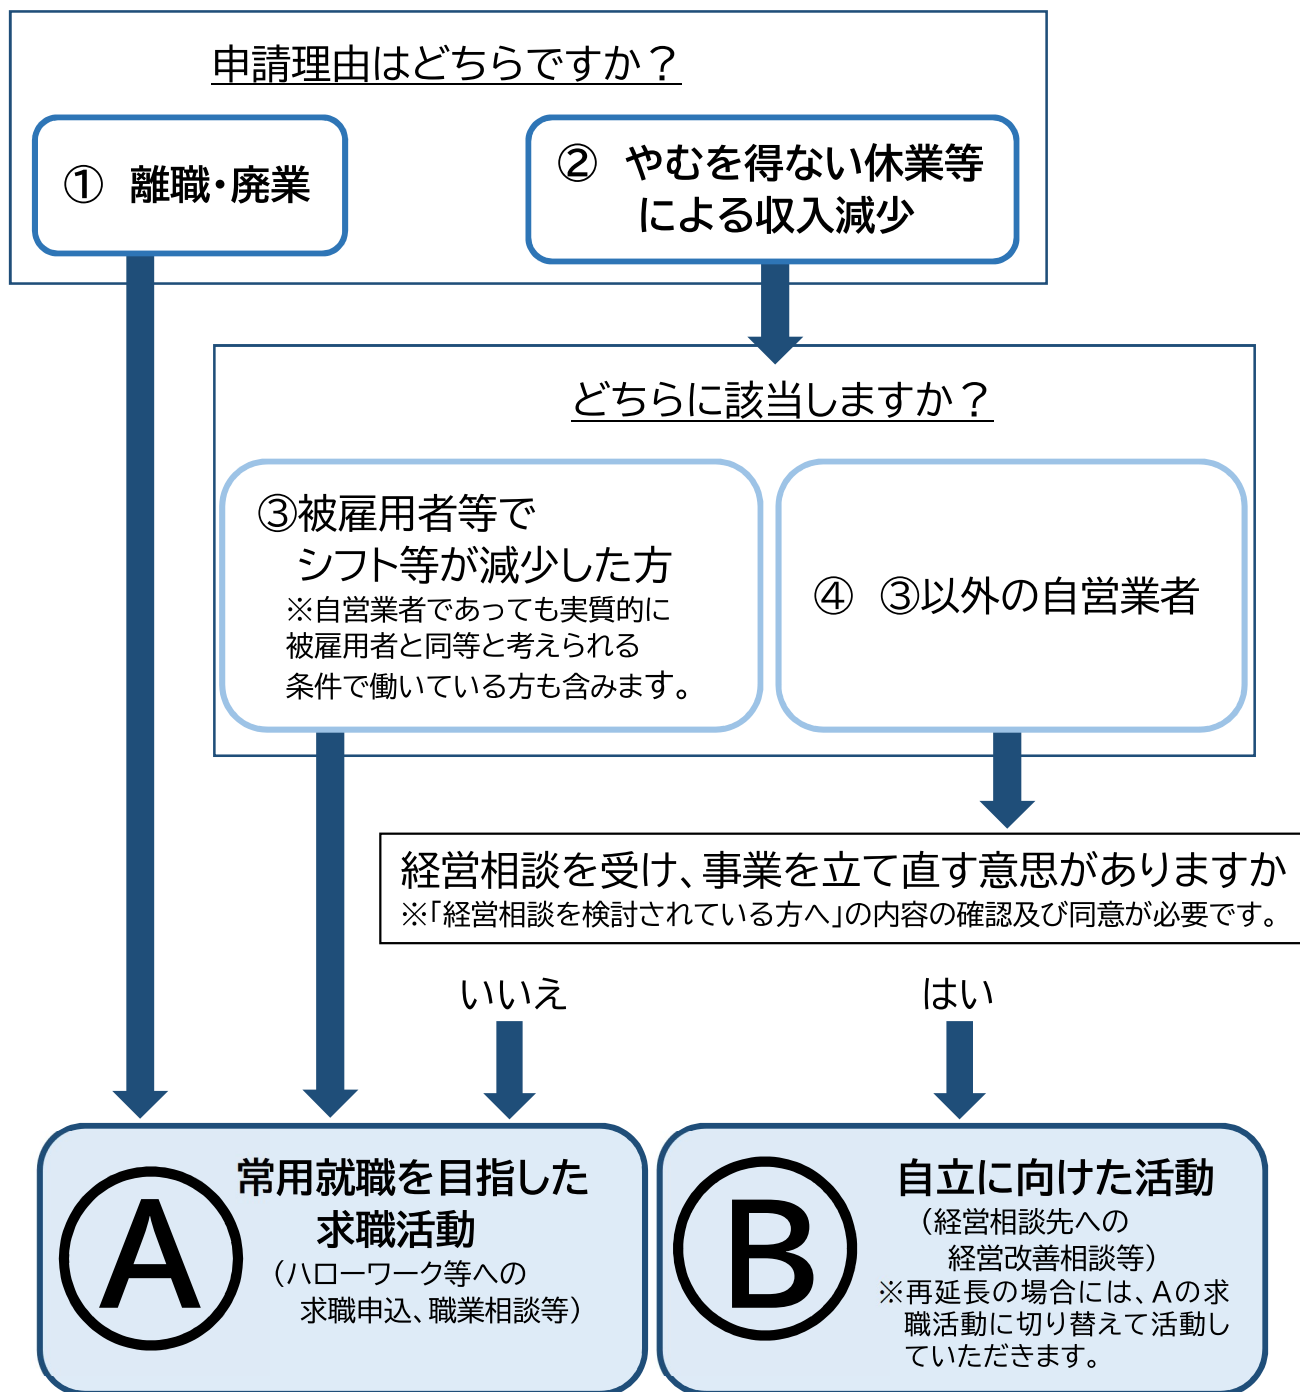 申請理由はどちらですか？
① 離職・廃業
② やむを得ない休業等
による収入減少
どちらに該当しますか？
③被雇用者等で
シフト等が減少した方
※自営業者であっても実質的に
被雇用者と同等と考えられる
条件で働いている方も含みます。
④ ③以外の自営業者
経営相談を受け、事業を立て直す意思がありますか
※「経営相談を検討されている方へ」の内容の確認及び同意が必要です。
いいえ
はい
A
常用就職を目指した
求職活動
（ハローワーク等への
求職申込、職業相談等）
B
自立に向けた活動
（経営相談先への
経営改善相談等）
※再延長の場合には、Aの求
職活動に切り替えて活動し
ていただきます。